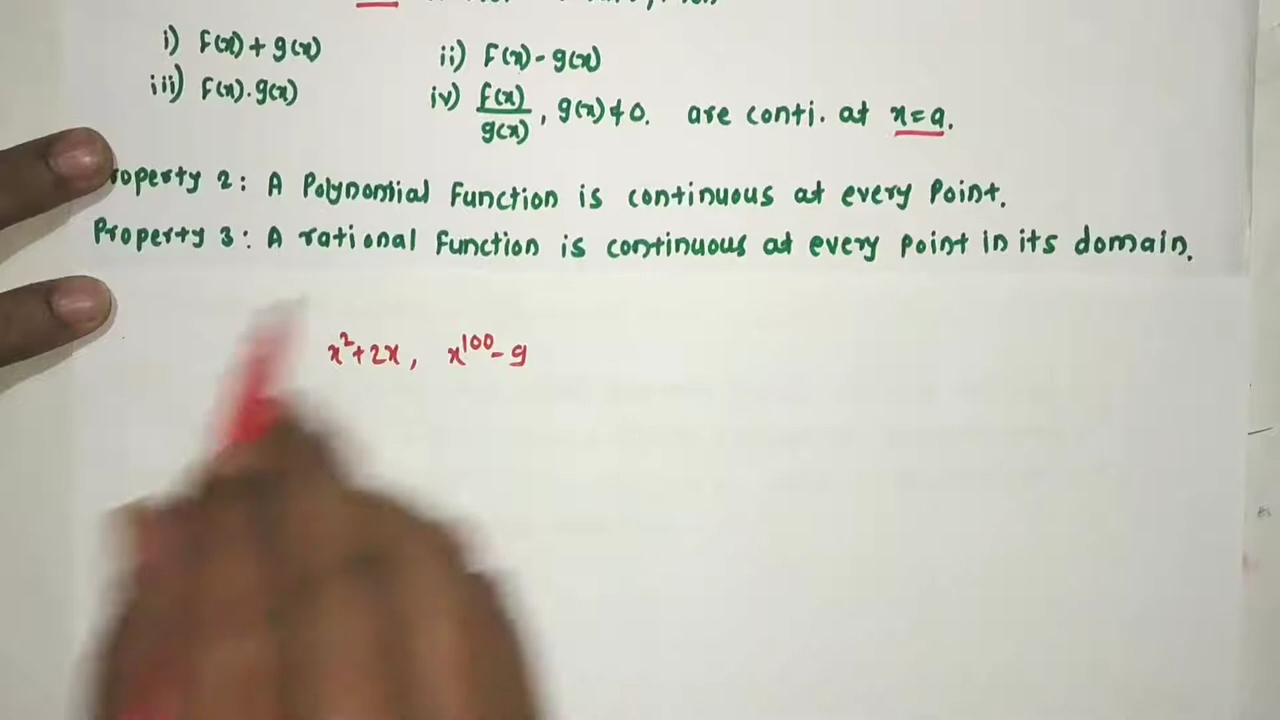 i) f(x) + g(x) ii) f(x) - g(x)
iii) f(x) . g(x) iv) f(x)/g(x) , g(x) ≠ 0. are conti. at x = a.
roperty 2 : A Polynomial Function is continuous at every Point.
Property 3 : A rational Function is continuous at every point in its domain.
x²+2x , x¹⁰⁰ - 9